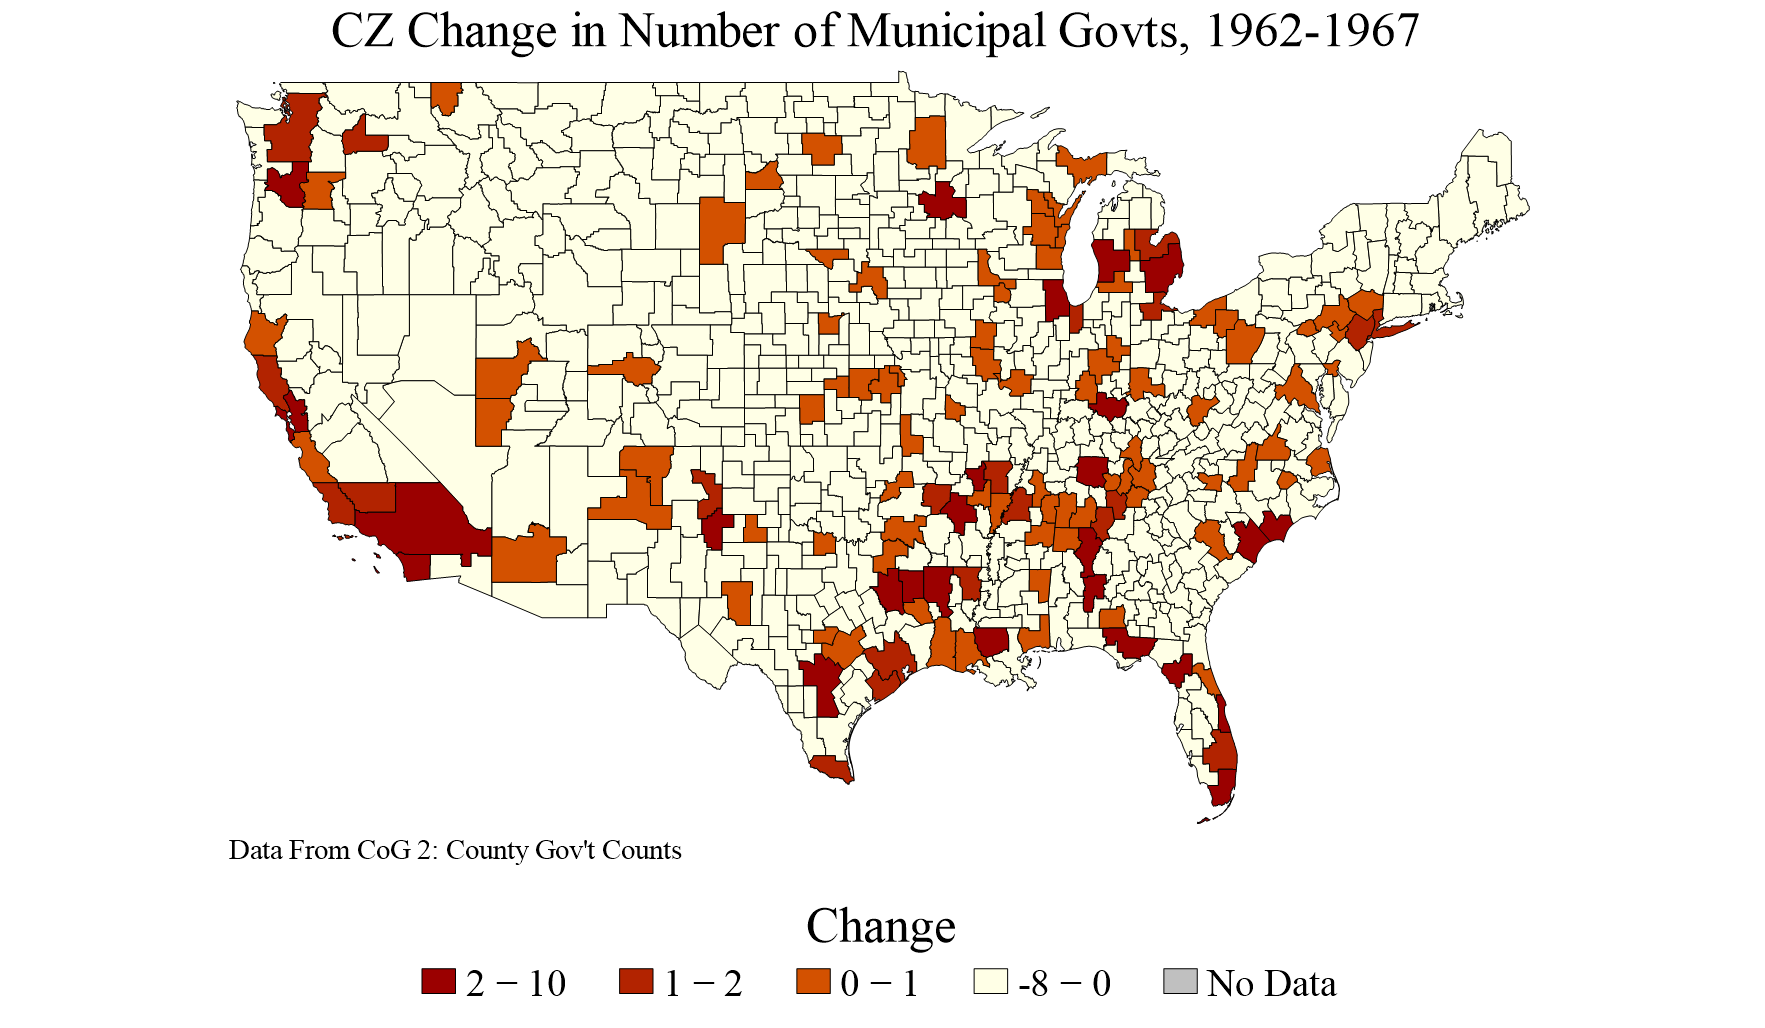 CZ Change in Number of Municipal Govts, 1962-1967
Data From CoG 2: County Gov't Counts
Change
2 − 10
1 − 2
0 − 1
-8 − 0
No Data